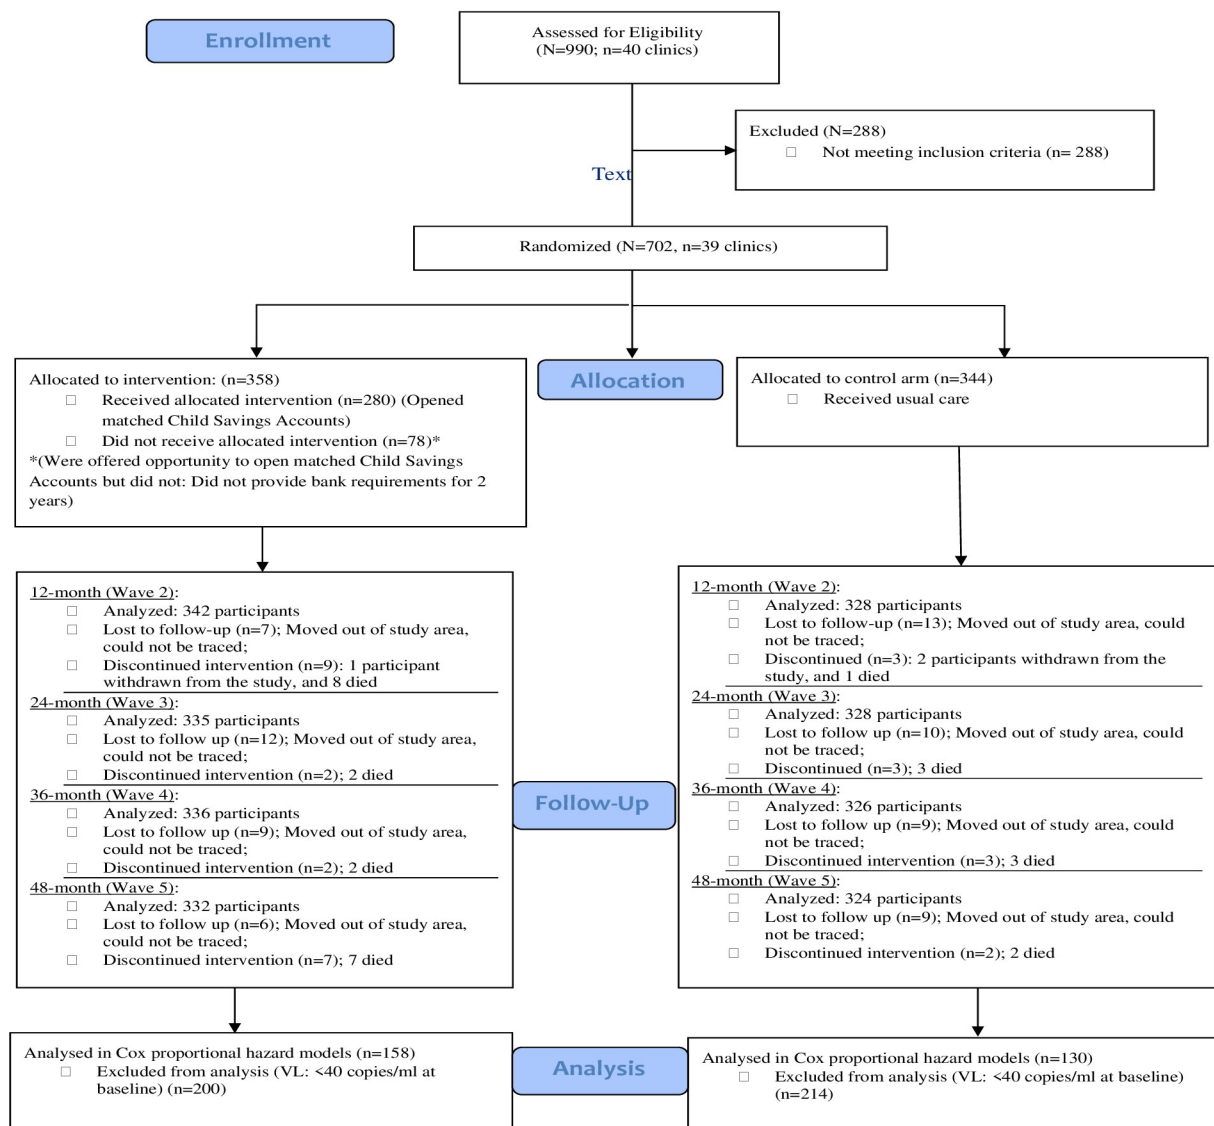 Enrollment
Assessed for Eligibility
(N=990; n=40 clinics)
Excluded (N=288)
□ Not meeting inclusion criteria (n= 288)
Text
Randomized (N=702, n=39 clinics)
Allocated to intervention: (n=358)
□ Received allocated intervention (n=280) (Opened
matched Child Savings Accounts)
□ Did not receive allocated intervention (n=78)*
*(Were offered opportunity to open matched Child Savings
Accounts but did not: Did not provide bank requirements for 2
years)
Allocation
Allocated to control arm (n=344)
□ Received usual care
12-month (Wave 2):
□ Analyzed: 342 participants
□ Lost to follow-up (n=7); Moved out of study area,
could not be traced;
□ Discontinued intervention (n=9): 1 participant
withdrawn from the study, and 8 died
24-month (Wave 3):
□ Analyzed: 335 participants
□ Lost to follow up (n=12); Moved out of study area,
could not be traced;
□ Discontinued intervention (n=2); 2 died
36-month (Wave 4):
□ Analyzed: 336 participants
□ Lost to follow up (n=9); Moved out of study area,
could not be traced;
□ Discontinued intervention (n=2); 2 died
48-month (Wave 5):
□ Analyzed: 332 participants
□ Lost to follow up (n=6); Moved out of study area,
could not be traced;
□ Discontinued intervention (n=7); 7 died
Follow-Up
12-month (Wave 2):
□ Analyzed: 328 participants
□ Lost to follow-up (n=13); Moved out of study area, could
not be traced;
□ Discontinued (n=3): 2 participants withdrawn from the
study, and 1 died
24-month (Wave 3):
□ Analyzed: 328 participants
□ Lost to follow up (n=10); Moved out of study area, could
not be traced;
□ Discontinued (n=3); 3 died
36-month (Wave 4):
□ Analyzed: 326 participants
□ Lost to follow up (n=9); Moved out of study area, could
not be traced;
□ Discontinued intervention (n=3); 3 died
48-month (Wave 5):
□ Analyzed: 324 participants
□ Lost to follow up (n=9); Moved out of study area, could
not be traced;
□ Discontinued intervention (n=2); 2 died
Analysed in Cox proportional hazard models (n=158)
□ Excluded from analysis (VL: <40 copies/ml at
baseline) (n=200)
Analysis
Analysed in Cox proportional hazard models (n=130)
□ Excluded from analysis (VL: <40 copies/ml at baseline)
(n=214)